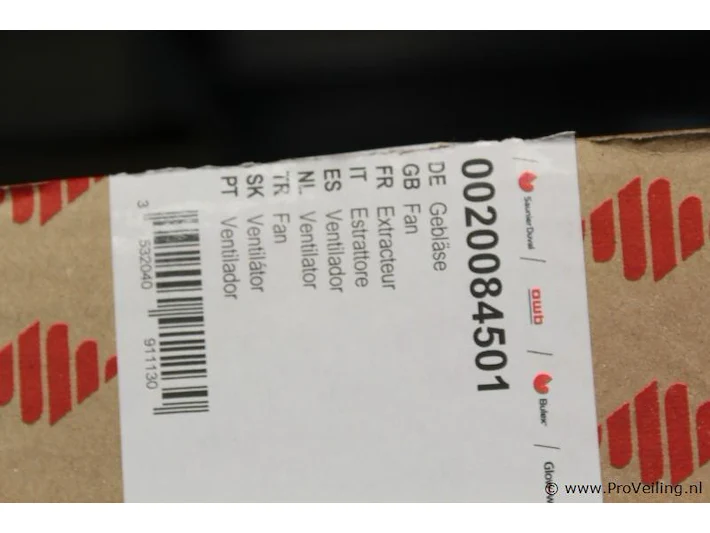 Saunier Duval / awb / Bulex /
0020084501
DE Gebläse
GB Fan
FR Extracteur
IT Estrattore
ES Ventilador
NL Ventilator
TR Fan
SK Ventilátor
PT Ventilador
3 532040 911130
© www.ProVeiling.nl